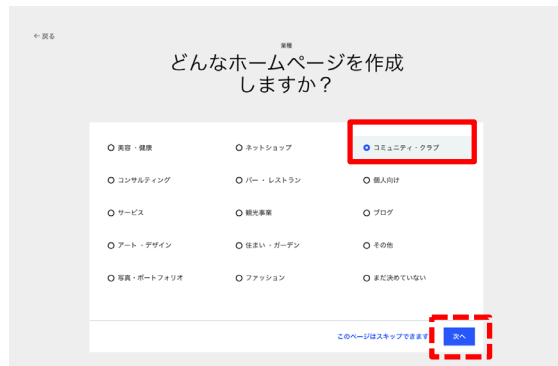 ← 戻る
業種
どんなホームページを作成
しますか？
美容・健康
ネットショップ
コミュニティ・クラブ
コンサルティング
バー・レストラン
個人向け
サービス
観光事業
ブログ
アート・デザイン
住まい・ガーデン
その他
写真・ポートフォリオ
ファッション
まだ決めていない
このページはスキップできます
次へ